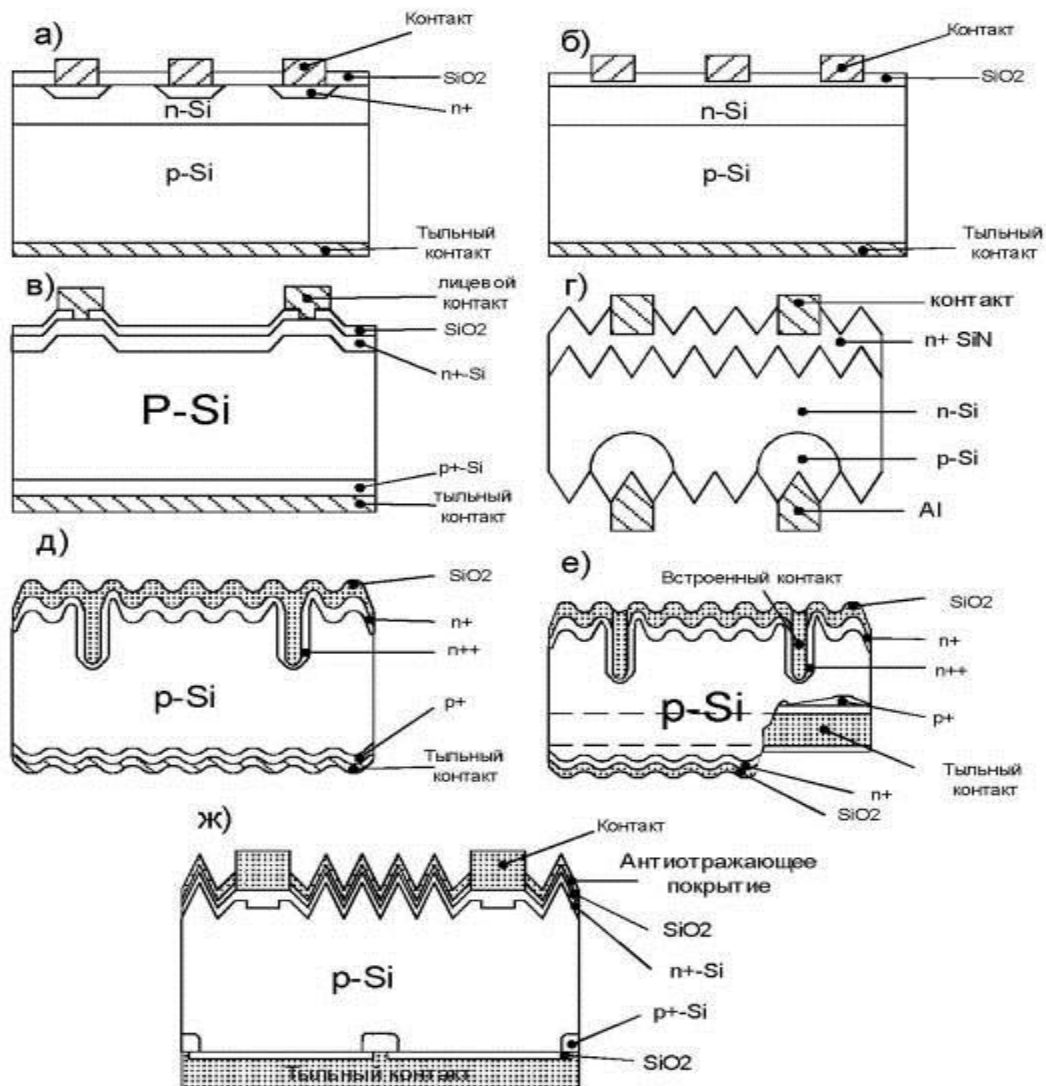 а)
Контакт
SiO2
n+
n-Si
p-Si
Тыльный
контакт
б)
Контакт
SiO2
n-Si
p-Si
Тыльный
контакт
в)
лицевой
контакт
SiO2
n+-Si
P-Si
p+-Si
тыльный
контакт
г)
контакт
n+ SiN
n-Si
p-Si
Al
д)
SiO2
n+
n++
p-Si
p+
Тыльный
контакт
е)
Встроенный контакт
SiO2
n+
n++
p-Si
p+
Тыльный
контакт
n+
SiO2
ж)
Контакт
Антиотражающее
покрытие
SiO2
n+-Si
p-Si
p+-Si
SiO2
Тыльный контакт